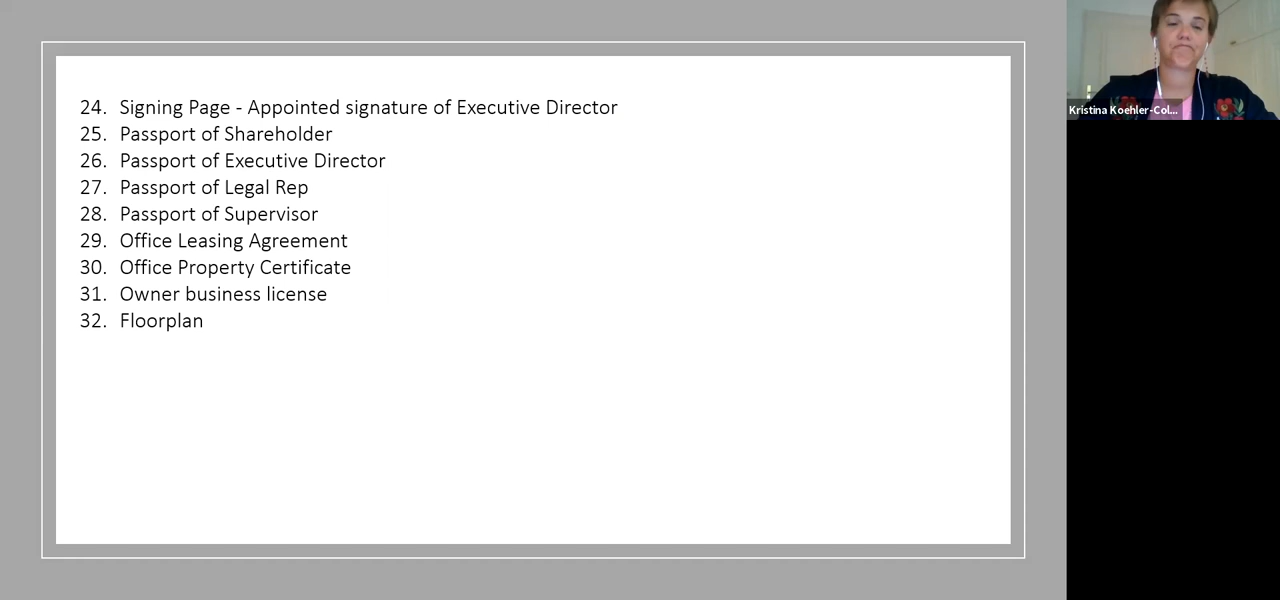 24. Signing Page - Appointed signature of Executive Director
25. Passport of Shareholder
26. Passport of Executive Director
27. Passport of Legal Rep
28. Passport of Supervisor
29. Office Leasing Agreement
30. Office Property Certificate
31. Owner business license
32. Floorplan
Kristina Koehler-Col...